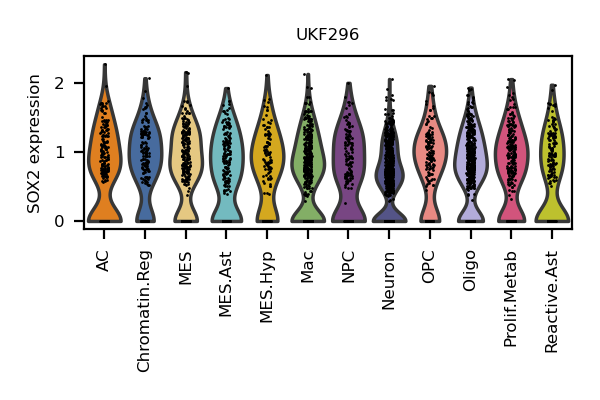 UKF296
SOX2 expression
2
1
0
AC
Chromatin.Reg
MES
MES.Ast
MES.Hyp
Mac
NPC
Neuron
OPC
Oligo
Prolif.Metab
Reactive.Ast